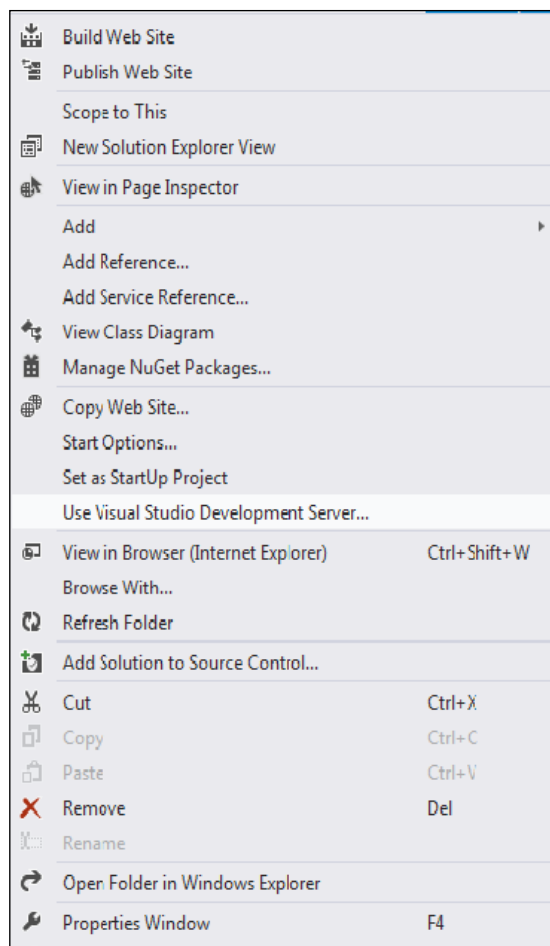 Build Web Site
Publish Web Site
Scope to This
New Solution Explorer View
View in Page Inspector
Add
Add Reference...
Add Service Reference...
View Class Diagram
Manage NuGet Packages...
Copy Web Site...
Start Options...
Set as StartUp Project
Use Visual Studio Development Server...
View in Browser (Internet Explorer) Ctrl+Shift+W
Browse With...
Refresh Folder
Add Solution to Source Control...
Cut Ctrl+X
Copy Ctrl+C
Paste Ctrl+V
Remove Del
Rename
Open Folder in Windows Explorer
Properties Window F4